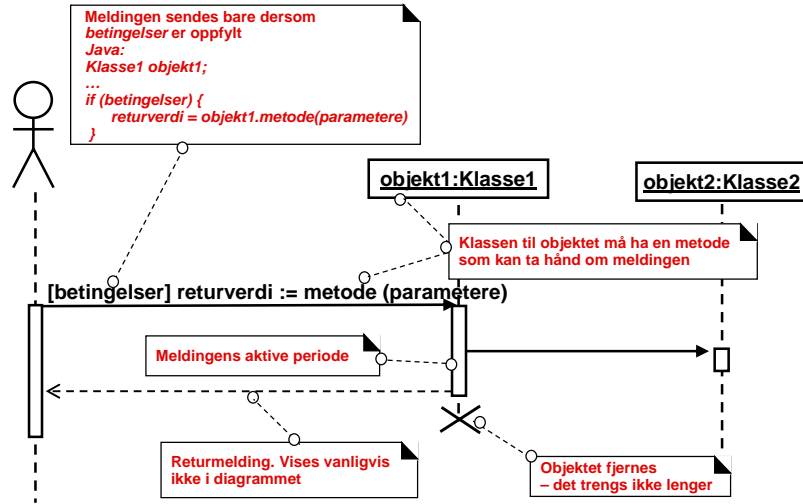 Meldingen sendes bare dersom
betingelser er oppfylt
Java:
Klasse1 objekt1;
…
if (betingelser) {
returverdi = objekt1.metode(parametere)
}
objekt1:Klasse1
objekt2:Klasse2
Klassen til objektet må ha en metode
som kan ta hånd om meldingen
[betingelser] returverdi := metode (parametere)
Meldingens aktive periode
Returmelding. Vises vanligvis
ikke i diagrammet
Objektet fjernes
– det trengs ikke lenger